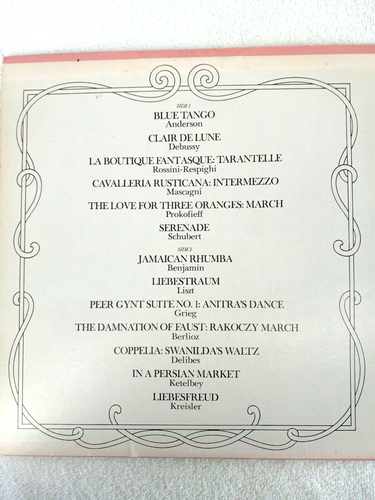 SIDE 1
BLUE TANGO
Anderson
CLAIR DE LUNE
Debussy
LA BOUTIQUE FANTASQUE: TARANTELLE
Rossini-Respighi
CAVALLERIA RUSTICANA: INTERMEZZO
Mascagni
THE LOVE FOR THREE ORANGES: MARCH
Prokofieff
SERENADE
Schubert
SIDE 2
JAMAICAN RHUMBA
Benjamin
LIEBESTRAUM
Liszt
PEER GYNT SUITE NO. 1: ANITRA'S DANCE
Grieg
THE DAMNATION OF FAUST: RAKOCZY MARCH
Berlioz
COPPELIA: SWANILDA'S WALTZ
Delibes
IN A PERSIAN MARKET
Ketelbey
LIEBESFREUD
Kreisler